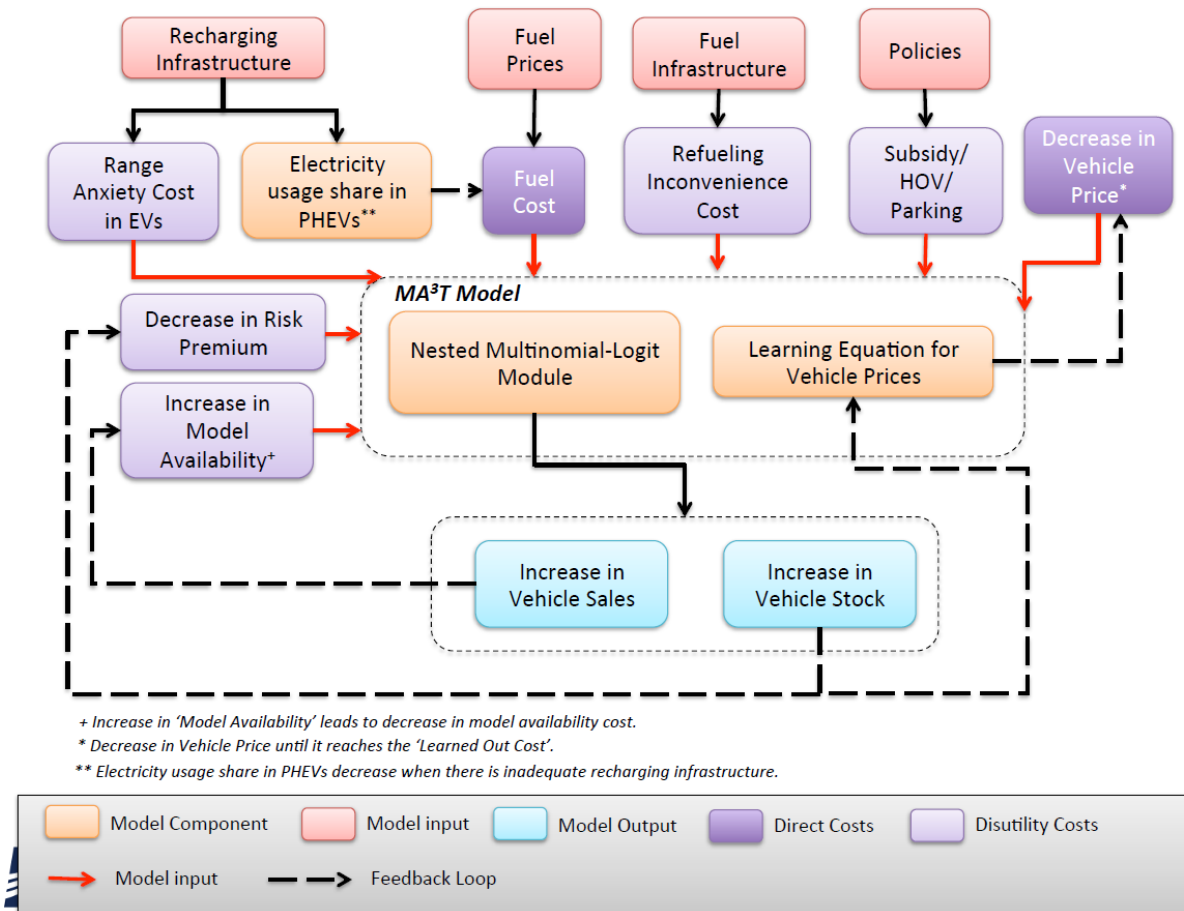 Recharging
Infrastructure
Fuel
Prices
Fuel
Infrastructure
Policies
Range
Anxiety Cost
in EVs
Electricity
usage share in
PHEVs**
Fuel
Cost
Refueling
Inconvenience
Cost
Subsidy/
HOV/
Parking
Decrease in
Vehicle
Price*
MA³T Model
Decrease in Risk
Premium
Nested Multinomial-Logit
Module
Learning Equation for
Vehicle Prices
Increase in
Model
Availability+
Increase in
Vehicle Sales
Increase in
Vehicle Stock
+ Increase in ‘Model Availability’ leads to decrease in model availability cost.
* Decrease in Vehicle Price until it reaches the ‘Learned Out Cost’.
** Electricity usage share in PHEVs decrease when there is inadequate recharging infrastructure.
Model Component
Model input
Model Output
Direct Costs
Disutility Costs
Model input
Feedback Loop